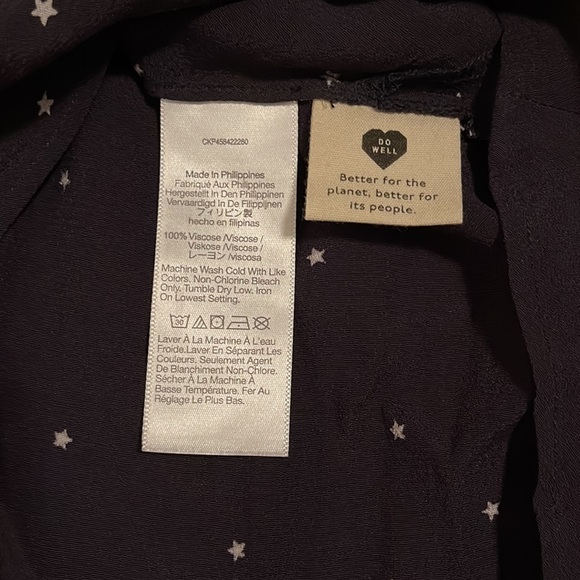 CKP458422250
Made In Philippines
Fabriqué Aux Philippines
Hergestellt In Den Philippinen
Vervaardigd In De Filippijnen
フィリピン製
hecho en filipinas
100% Viscose /Viscose /
Viskose /Viscose /
レーヨン /viscosa
Machine Wash Cold With Like
Colors. Non-Chlorine Bleach
Only. Tumble Dry Low. Iron
On Lowest Setting.
30
Laver À La Machine À L'eau
Froide.Laver En Séparant Les
Couleurs. Seulement Agent
De Blanchiment Non-Chlore.
Sécher À La Machine À
Basse Température. Fer Au
Réglage Le Plus Bas.
DO
WELL
Better for the
planet, better for
its people.